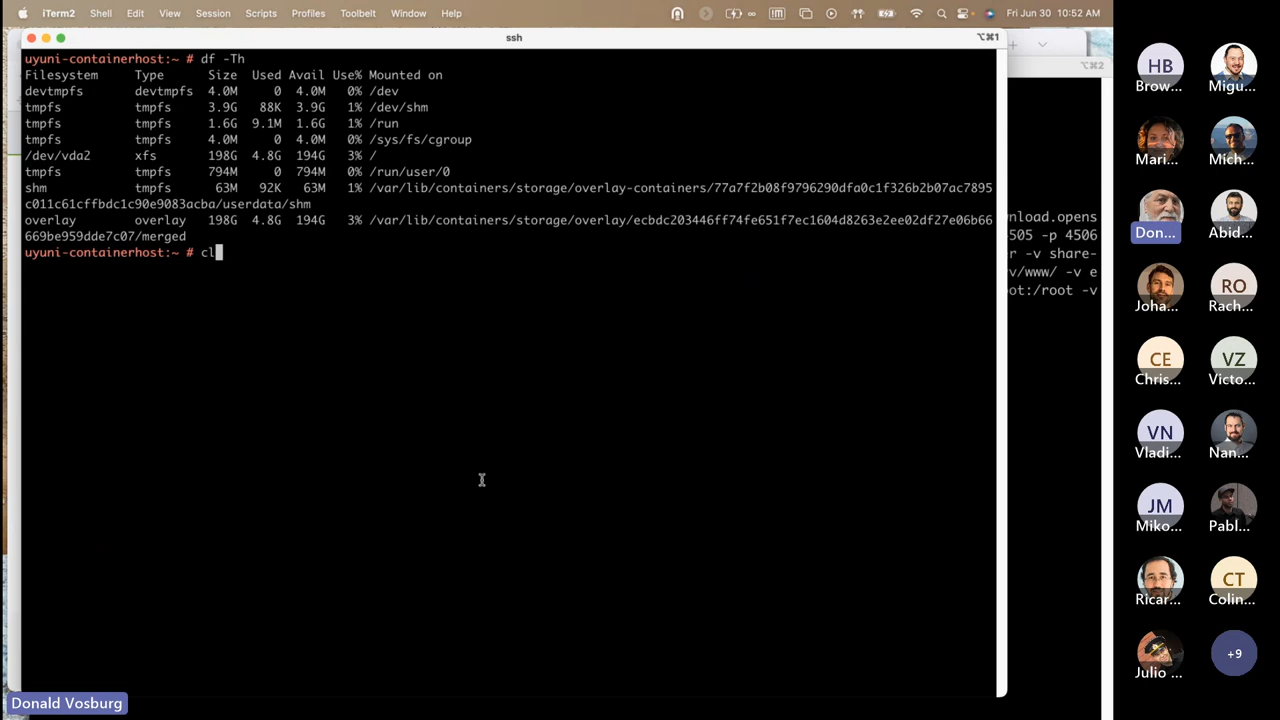 iTerm2 Shell Edit View Session Scripts Profiles Toolbelt Window Help Fri Jun 30 10:52 AM
ssh ⌥⌘1
⌥⌘2
uyuni-containerhost:~ # df -Th
Filesystem Type Size Used Avail Use% Mounted on
devtmpfs devtmpfs 4.0M 0 4.0M 0% /dev
tmpfs tmpfs 3.9G 88K 3.9G 1% /dev/shm
tmpfs tmpfs 1.6G 9.1M 1.6G 1% /run
tmpfs tmpfs 4.0M 0 4.0M 0% /sys/fs/cgroup
/dev/vda2 xfs 198G 4.8G 194G 3% /
tmpfs tmpfs 794M 0 794M 0% /run/user/0
shm tmpfs 63M 92K 63M 1% /var/lib/containers/storage/overlay-containers/77a7f2b08f9796290dfa0c1f326b2b07ac7895
c011c61cffbdc1c90e9083acba/userdata/shm
overlay overlay 198G 4.8G 194G 3% /var/lib/containers/storage/overlay/ecbdc203446ff74fe651f7ec1604d8263e2ee02df27e06b66
669be959dde7c07/merged
uyuni-containerhost:~ # cl
nload.opens
505 -p 4506
r -v share-
v/www/ -v e
ot:/root -v
HB
Brow... Migu...
Mari... Mich...
Don... Abid...
RO
Joha... Rach...
CE VZ
Chris... Victo...
VN
Vladi... Nan...
JM
Miko... Pabl...
CT
Ricar... Colin...
+9
Julio ...
Donald Vosburg